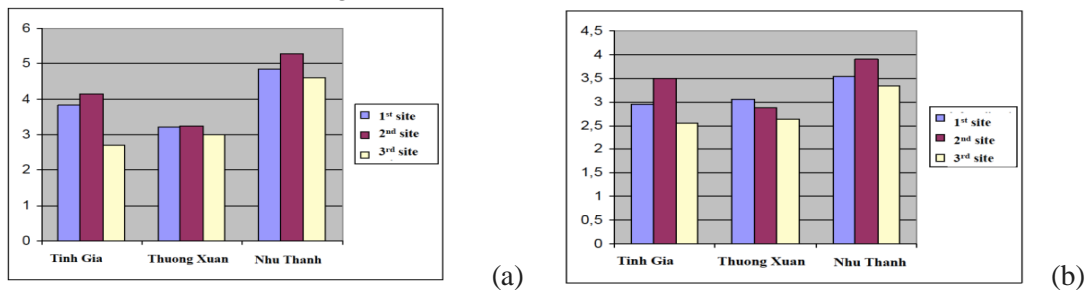 6
5
4
3
2
1
0
Tinh Gia Thuong Xuan Nhu Thanh
1st site
2nd site
3rd site
(a)
4,5
4
3,5
3
2,5
2
1,5
1
0,5
0
Tinh Gia Thuong Xuan Nhu Thanh
1st site
2nd site
3rd site
(b)